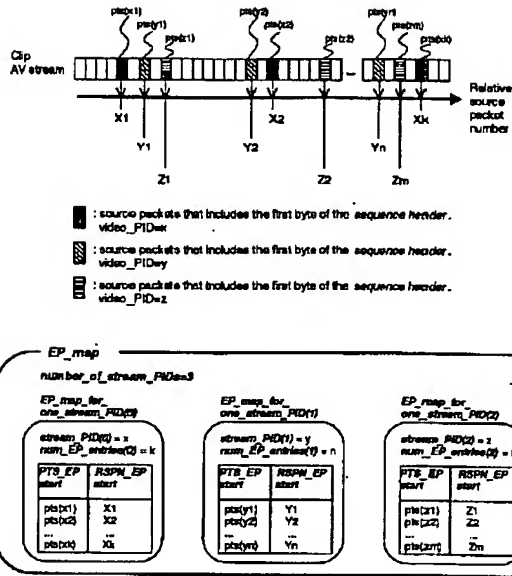 pts(x1) pts(y1) pts(z1) pts(y2) pts(x2) pts(z2) pts(yn) pts(zm) pts(xk)
Clip
AV stream
...
Relative
source
packet
number
X1 Y1 Z1 Y2 X2 Z2 Yn Zm Xk
: source packets that includes the first byte of the sequence header.
video_PID=x
: source packets that includes the first byte of the sequence header.
video_PID=y
: source packets that includes the first byte of the sequence header.
video_PID=z
EP_map
number_of_stream_PIDs=3
EP_map_for_
one_stream_PID(0)
stream_PID(0) = x
num_EP_entries(0) = k
PTS_EP start RSPN_EP start
pts(x1) X1
pts(x2) X2
... ...
pts(xk) Xk
EP_map_for_
one_stream_PID(1)
stream_PID(1) = y
num_EP_entries(1) = n
PTS_EP start RSPN_EP start
pts(y1) Y1
pts(y2) Y2
... ...
pts(yn) Yn
EP_map_for_
one_stream_PID(2)
stream_PID(2) = z
num_EP_entries(2) =
PTS_EP start RSPN_EP start
pts(z1) Z1
pts(z2) Z2
... ...
pts(zm) Zm